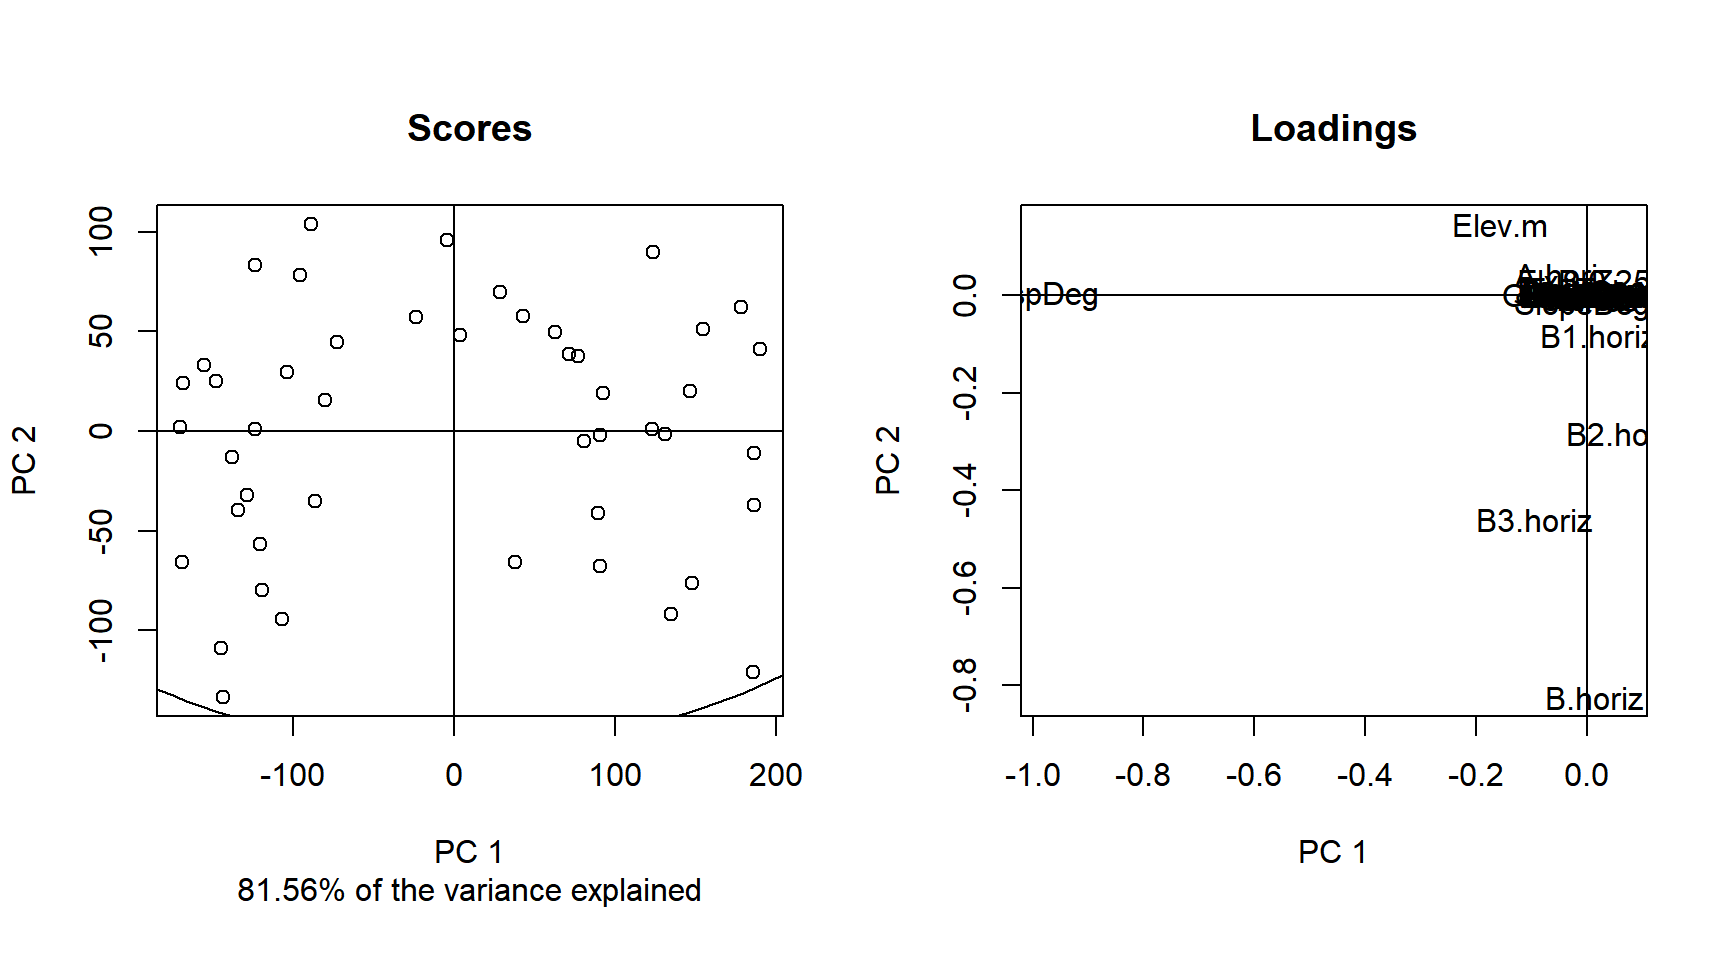 Scores
100
50
0
-50
-100
PC 2
-100 0 100 200
PC 1
81.56% of the variance explained
Loadings
0.0
-0.2
-0.4
-0.6
-0.8
PC 2
Elev.m
A.horiz
pDeg
SlopeDeg
B1.horiz
B2.ho
B3.horiz
B.horiz
-1.0 -0.8 -0.6 -0.4 -0.2 0.0
PC 1